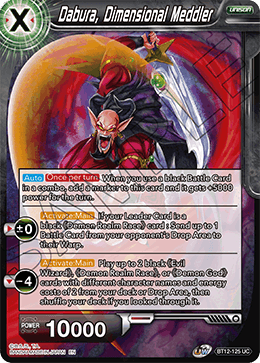 X
Dabura, Dimensional Meddler
UNISON
Auto Once per turn When you use a black Battle Card
in a combo, add a marker to this card and it gets +5000
power for the turn.
±0
Activate:Main If your Leader Card is a
black 《Demon Realm Race》 card : Send up to 1
Battle Card from your opponent's Drop Area to
their Warp.
-4
Activate:Main Play up to 2 black 《Evil
Wizard》, 《Demon Realm Race》, or 《Demon God》
cards with different character names and energy
costs of 2 from your deck or Drop Area, then
shuffle your deck if you looked through it.
POWER
10000
BANDAI MADE IN JAPAN EN
BT12-125 UC